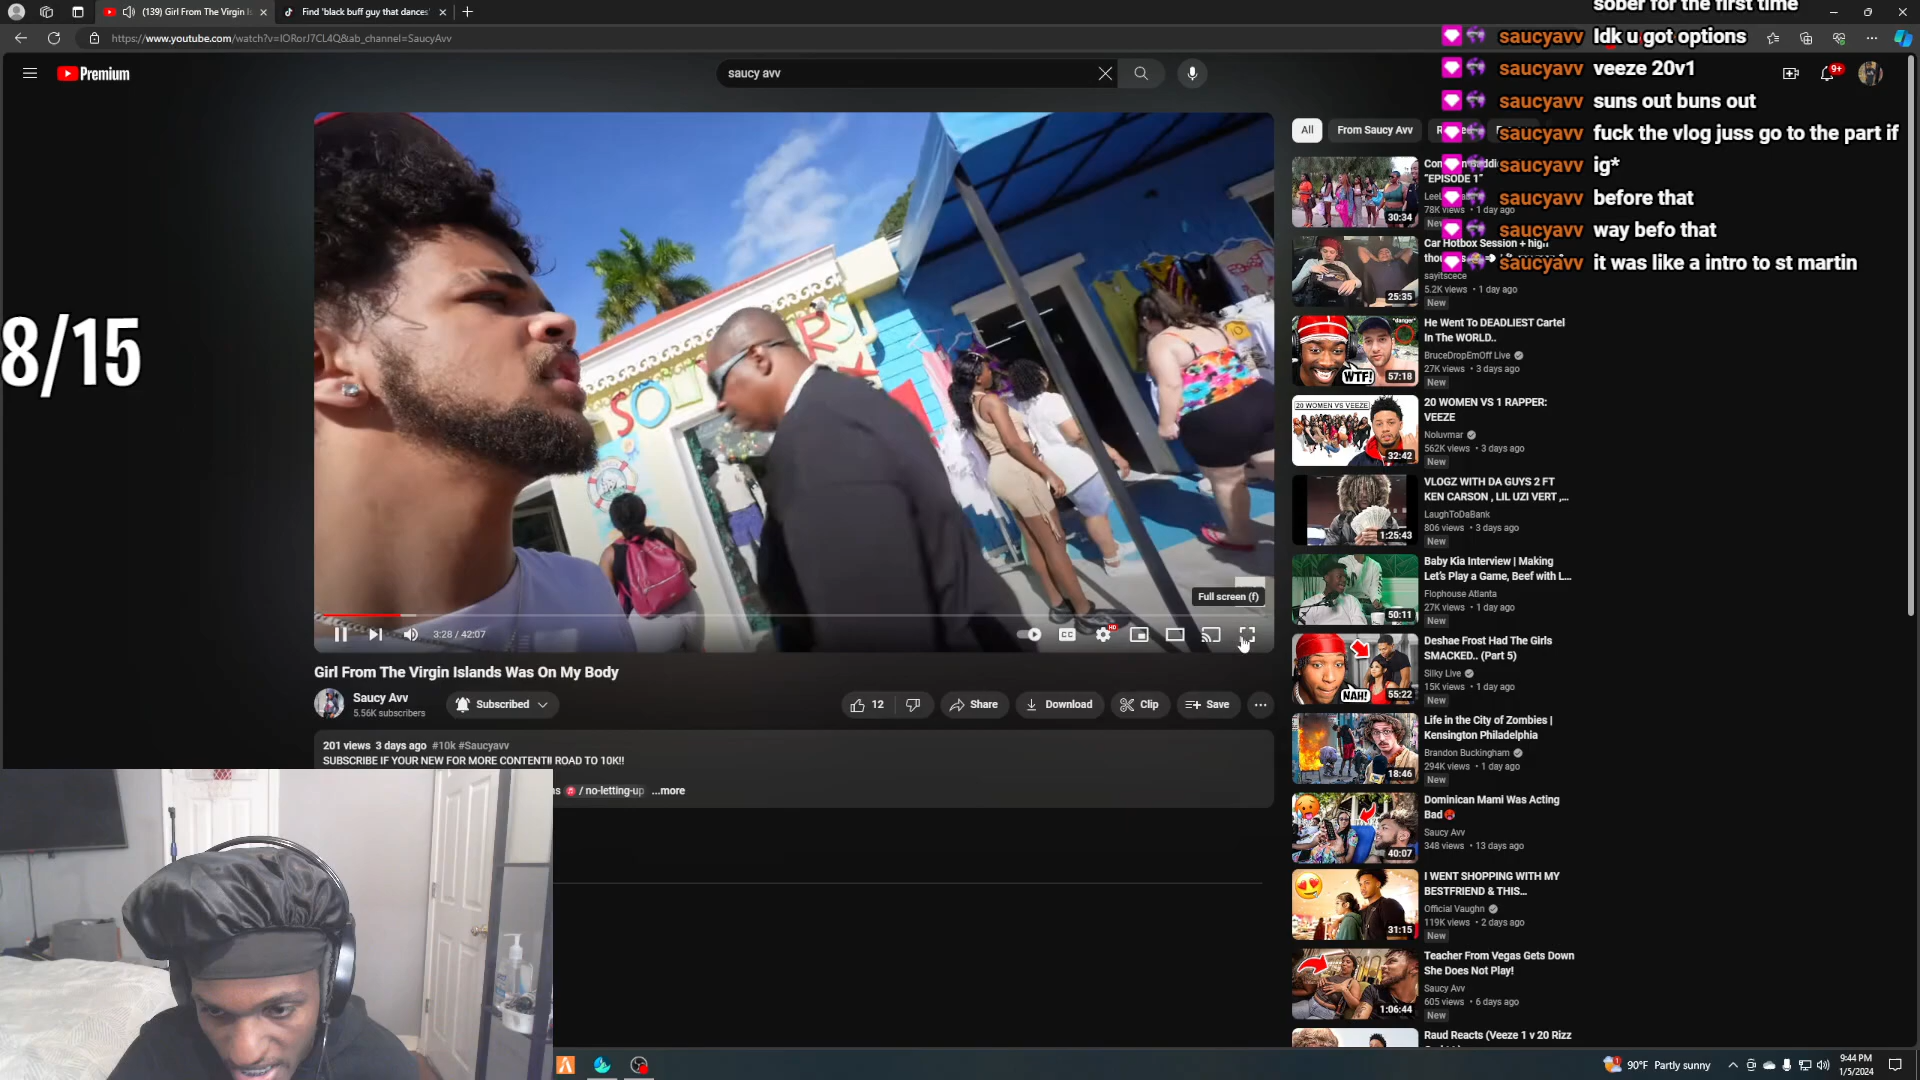 (139) Girl From The Virgin Is
Find 'black buff guy that dances'
https://www.youtube.com/watch?v=IORorJ7CL4Q&ab_channel=SaucyAvv
Premium
saucy avv
9+
sober for the first time
saucyavv Idk u got options
saucyavv veeze 20v1
saucyavv suns out buns out
saucyavv fuck the vlog juss go to the part if
saucyavv ig*
saucyavv before that
saucyavv way befo that
saucyavv it was like a intro to st martin
8/15
Full screen (f)
3:28 / 42:07
CC
HD
Girl From The Virgin Islands Was On My Body
Saucy Avv
5.56K subscribers
Subscribed
12
Share
Download
Clip
Save
201 views 3 days ago #10k #Saucyavv
SUBSCRIBE IF YOUR NEW FOR MORE CONTENT!! ROAD TO 10K!!
/ no-letting-up ...more
All
From Saucy Avv
"EPISODE 1"
78K views • 1 day ago
30:34
Car Hotbox Session + high
sayitscece
5.2K views • 1 day ago
New
25:35
He Went To DEADLIEST Cartel
In The WORLD..
BruceDropEmOff Live
27K views • 3 days ago
New
WTF!
57:18
20 WOMEN VS 1 RAPPER:
VEEZE
Noluvmar
562K views • 3 days ago
New
20 WOMEN VS VEEZE
32:42
VLOGZ WITH DA GUYS 2 FT
KEN CARSON , LIL UZI VERT ,...
LaughToDaBank
806 views • 3 days ago
New
1:25:43
Baby Kia Interview | Making
Let's Play a Game, Beef with L...
Flophouse Atlanta
27K views • 1 day ago
New
50:11
Deshae Frost Had The Girls
SMACKED.. (Part 5)
Silky Live
15K views • 1 day ago
New
NAH!
55:22
Life in the City of Zombies |
Kensington Philadelphia
Brandon Buckingham
294K views • 1 day ago
New
18:46
Dominican Mami Was Acting
Bad
Saucy Avv
348 views • 13 days ago
40:07
I WENT SHOPPING WITH MY
BESTFRIEND & THIS...
Official Vaughn
119K views • 2 days ago
New
31:15
Teacher From Vegas Gets Down
She Does Not Play!
Saucy Avv
605 views • 6 days ago
New
1:06:44
Raud Reacts (Veeze 1 v 20 Rizz
90°F Partly sunny
9:44 PM
1/5/2024